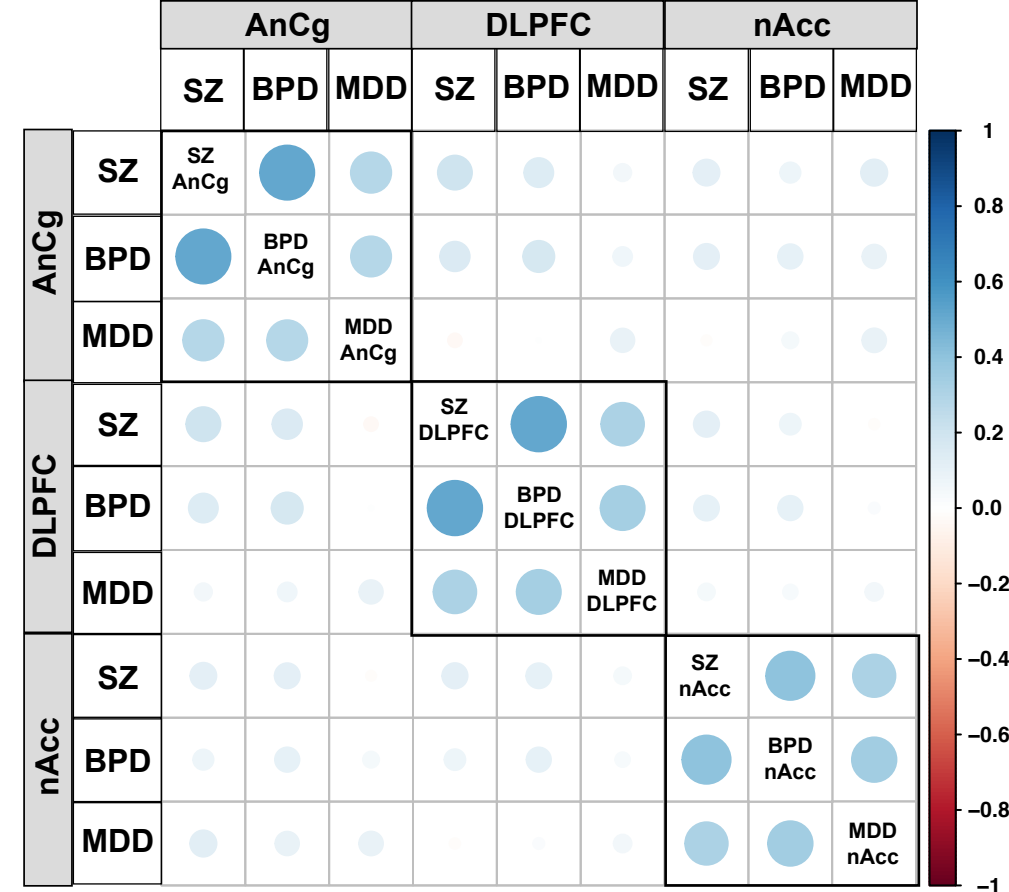 AnCg DLPFC nAcc
SZ BPD MDD SZ BPD MDD SZ BPD MDD
AnCg
SZ
SZ
AnCg
BPD
BPD
AnCg
MDD
MDD
AnCg
DLPFC
SZ
SZ
DLPFC
BPD
BPD
DLPFC
MDD
MDD
DLPFC
nAcc
SZ
SZ
nAcc
BPD
BPD
nAcc
MDD
MDD
nAcc
1
0.8
0.6
0.4
0.2
0.0
−0.2
−0.4
−0.6
−0.8
−1